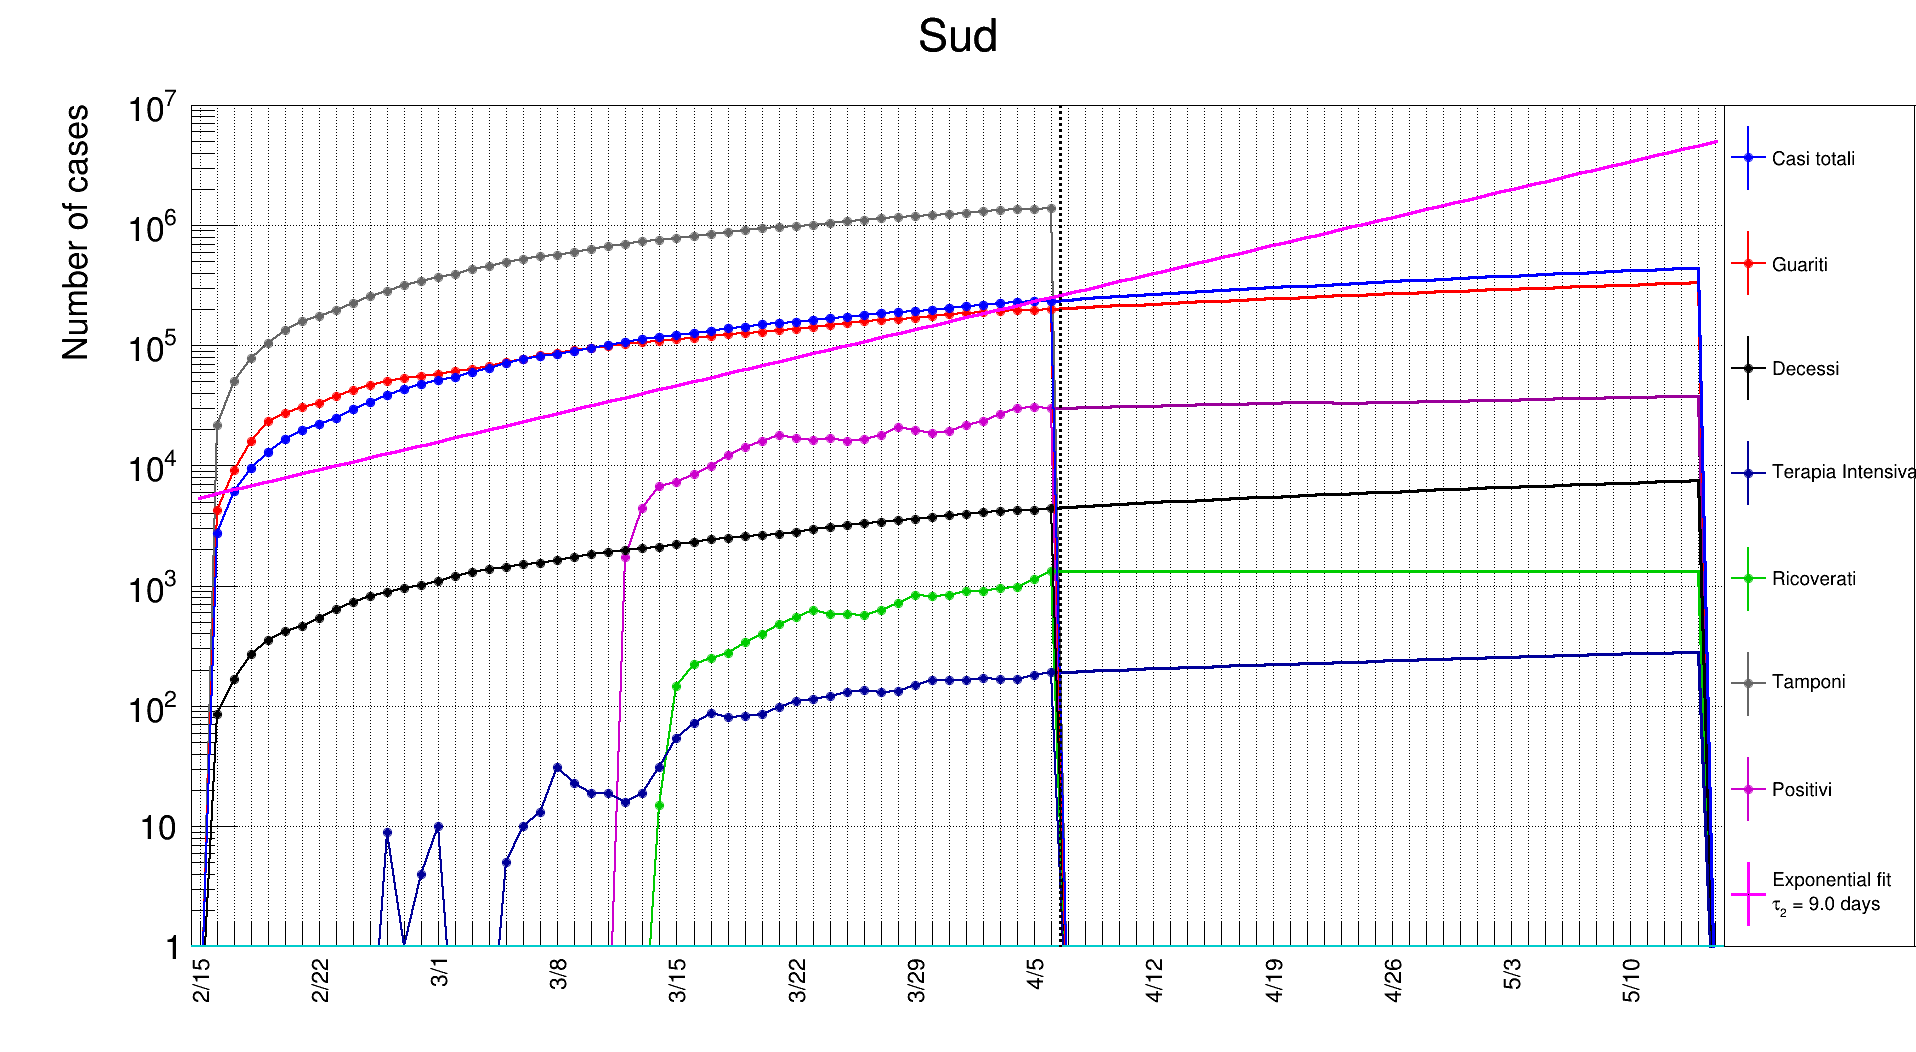 Sud
Number of cases
10^7
10^6
10^5
10^4
10^3
10^2
10
1
2/15
2/22
3/1
3/8
3/15
3/22
3/29
4/5
4/12
4/19
4/26
5/3
5/10
Casi totali
Guariti
Decessi
Terapia Intensiva
Ricoverati
Tamponi
Positivi
Exponential fit
τ₂ = 9.0 days